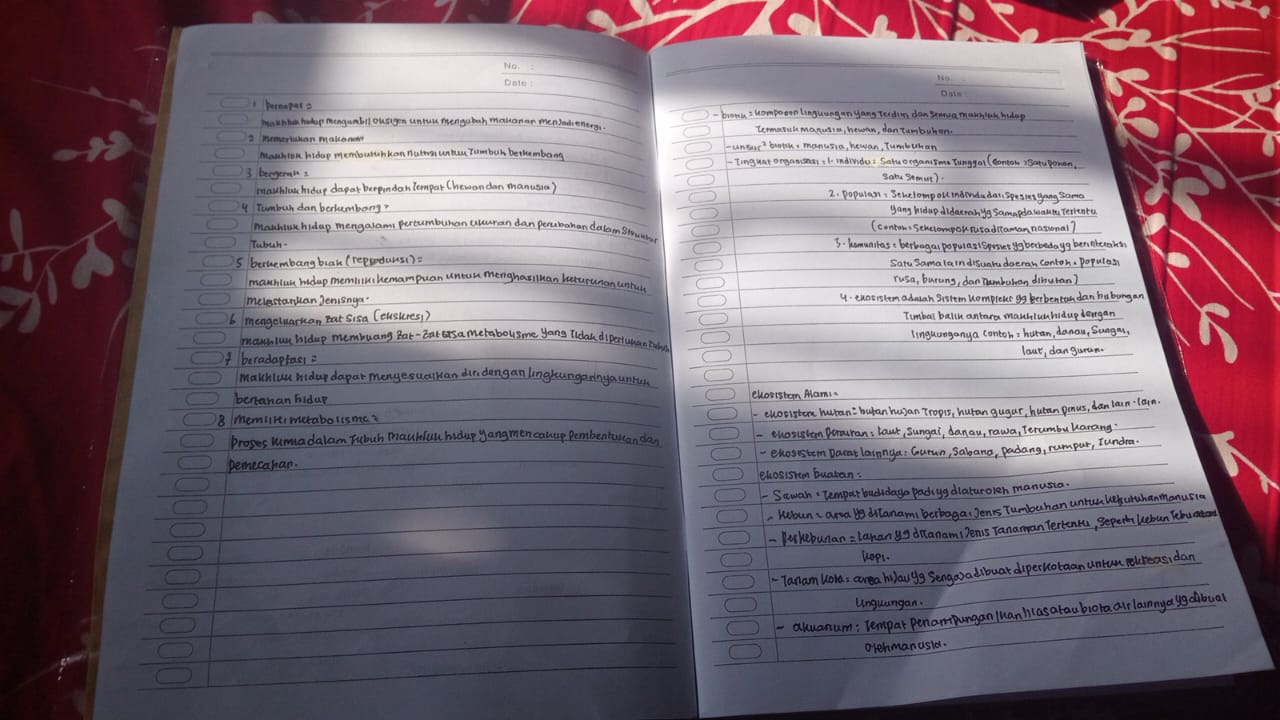 No. :
Date :
1 bernapas =
makhluk hidup mengambil oksigen untuk mengubah makanan menjadi energi.
2 memerlukan makanan
Makhluk hidup membutuhkan nutrisi untuk tumbuh berkembang
3 bergerak =
makhluk hidup dapat berpindah tempat (hewan dan manusia)
4 Tumbuh dan berkembang =
Makhluk hidup mengalami pertumbuhan ukuran dan perubahan dalam struktur
tubuh.
5 berkembang biak (reproduksi) =
makhluk hidup memiliki kemampuan untuk menghasilkan keturunan untuk
melestarikan jenisnya.
6 mengeluarkan zat sisa (ekskresi)
makhluk hidup membuang zat-zat sisa metabolisme yang tidak diperlukan tubuh
7 beradaptasi =
Makhluk hidup dapat menyesuaikan diri dengan lingkungannya untuk
bertahan hidup
8 memiliki metabolisme =
Proses kimia dalam tubuh makhluk hidup yang mencakup pembentukan dan
pemecahan.
No. :
Date :
- biotik = komponen lingkungan yang Terdiri dari semua makhluk hidup
Termasuk manusia, hewan, dan Tumbuhan.
- unsur² biotik = manusia, hewan, Tumbuhan
- Tingkat organisasi = 1. individu = Satu organisme Tunggal (Contoh = Satu pohon,
satu semut).
2. populasi = Sekelompok individu dari spesies yang sama
yang hidup didaerah yg sama pda waktu Tertentu
(contoh = sekelompok rusa di Taman nasional)
3. komunitas = berbagai populasi spesies yg berbeda yg berinteraksi
satu sama lain disuatu daerah contoh = populasi
rusa, burung, dan tumbuhan dihutan)
4. ekosistem adalah sistem kompleks yg berbentuk dari hubungan
Timbal balik antara makhluk hidup dengan
lingkungannya contoh = hutan, danau, sungai,
laut, dan gurun.
ekosistem Alami =
- ekosistem hutan = hutan hujan Tropis, hutan gugur, hutan pinus, dan lain-lain.
- ekosistem Perairan : laut, sungai, danau, rawa, Terumbu karang.
- ekosistem Darat lainnya : Gurun, Sabana, padang, rumput, Tundra.
ekosistem buatan :
- Sawah = Tempat budidaya padi yg diatur oleh manusia.
- kebun = area yg ditanami berbagai jenis Tumbuhan untuk kebutuhan manusia
- Perkebunan = lahan yg ditanami jenis Tanaman Tertentu, seperti kebun Teh atau
kopi.
- Taman kota = area hijau yg sengaja dibuat diperkotaan untuk rekreasi dan
lingkungan.
- akuarium : Tempat penampungan ikan hias atau biota air lainnya yg dibuat
oleh manusia.